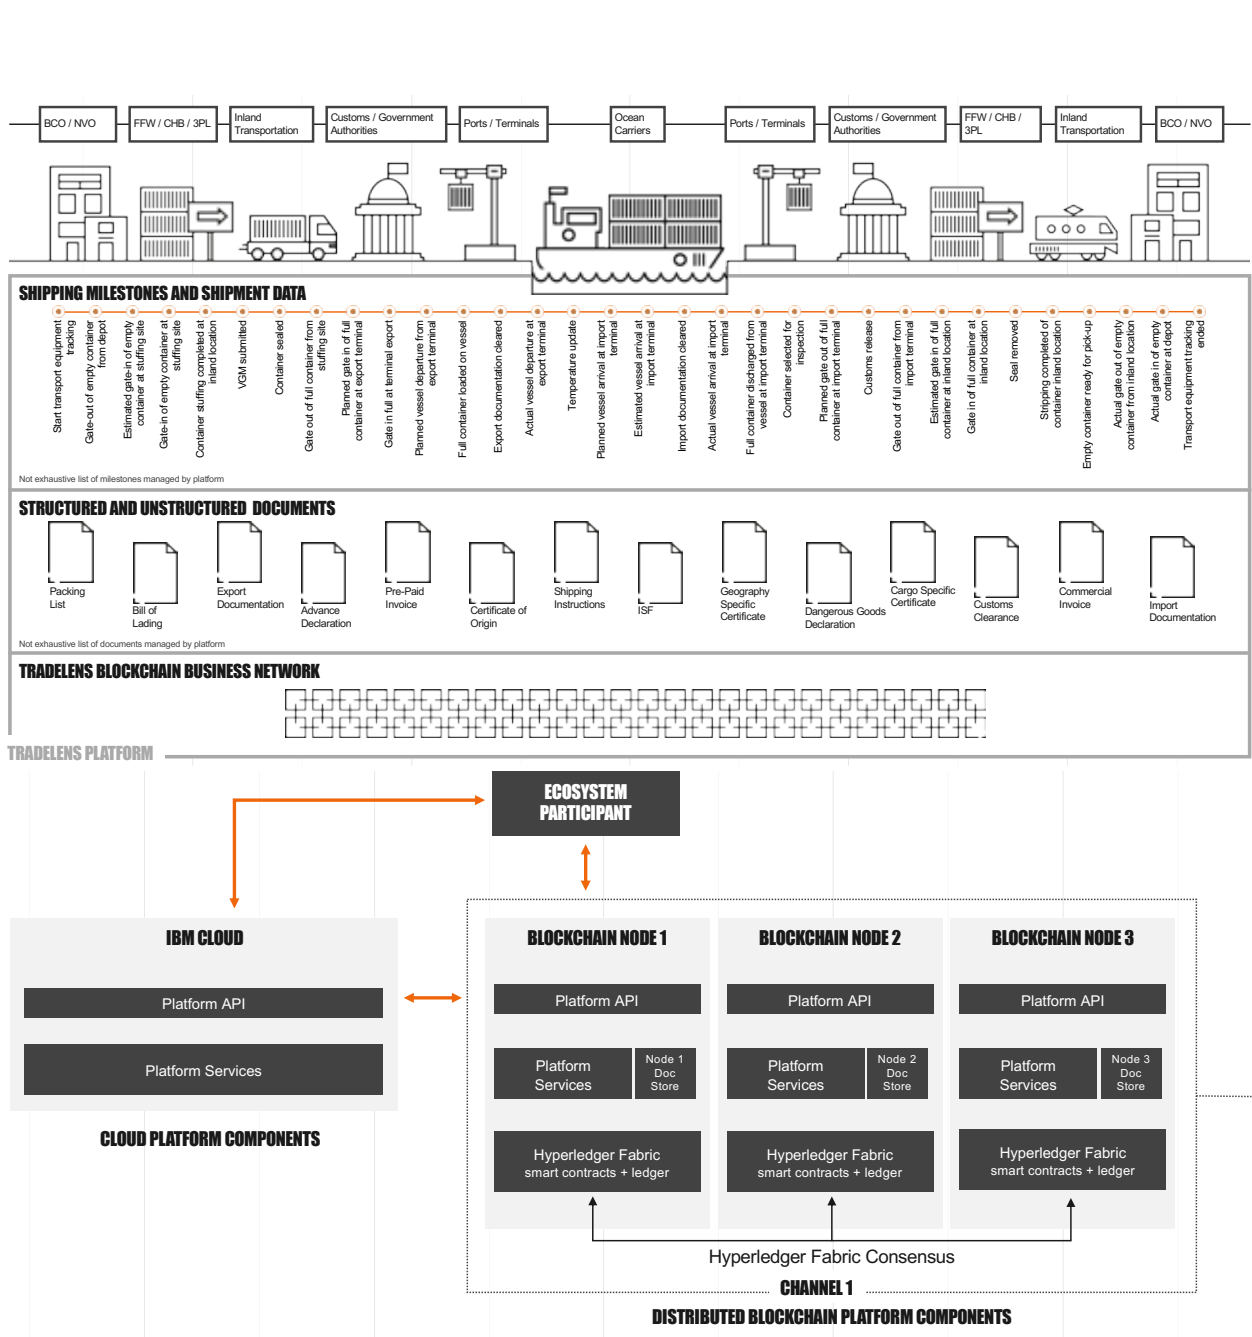 BCO / NVO
FFW / CHB / 3PL
Inland
Transportation
Customs / Government
Authorities
Ports / Terminals
Ocean
Carriers
Ports / Terminals
Customs / Government
Authorities
FFW / CHB /
3PL
Inland
Transportation
BCO / NVO
SHIPPING MILESTONES AND SHIPMENT DATA
Start transport equipment
tracking
Gate-out of empty container
from depot
Estimated gate-in of empty
container at stuffing site
Gate-in of empty container at
stuffing site
Container stuffing completed at
inland location
VGM submitted
Container sealed
Gate out of full container from
stuffing site
Planned gate in of full
container at export terminal
Gate in full at terminal export
Planned vessel departure from
export terminal
Full container loaded on vessel
Export documentation cleared
Actual vessel departure at
export terminal
Temperature update
Planned vessel arrival at import
terminal
Estimated vessel arrival at
import terminal
Import documentation cleared
Actual vessel arrival at import
terminal
Full container discharged from
vessel at import terminal
Container selected for
inspection
Planned gate out of full
container at import terminal
Customs release
Gate out of full container from
import terminal
Estimated gate in of full
container at inland location
Gate in of full container at
inland location
Seal removed
Stripping completed of
container inland location
Empty container ready for pick-up
Actual gate out of empty
container from inland location
Actual gate in of empty
container at depot
Transport equipment tracking
ended
Not exhaustive list of milestones managed by platform
STRUCTURED AND UNSTRUCTURED DOCUMENTS
Packing
List
Bill of
Lading
Export
Documentation
Advance
Declaration
Pre-Paid
Invoice
Certificate of
Origin
Shipping
Instructions
ISF
Geography
Specific
Certificate
Dangerous Goods
Declaration
Cargo Specific
Certificate
Customs
Clearance
Commercial
Invoice
Import
Documentation
Not exhaustive list of documents managed by platform
TRADELENS BLOCKCHAIN BUSINESS NETWORK
TRADELENS PLATFORM
ECOSYSTEM
PARTICIPANT
IBM CLOUD
Platform API
Platform Services
CLOUD PLATFORM COMPONENTS
BLOCKCHAIN NODE 1
Platform API
Platform
Services
Node 1
Doc
Store
Hyperledger Fabric
smart contracts + ledger
BLOCKCHAIN NODE 2
Platform API
Platform
Services
Node 2
Doc
Store
Hyperledger Fabric
smart contracts + ledger
BLOCKCHAIN NODE 3
Platform API
Platform
Services
Node 3
Doc
Store
Hyperledger Fabric
smart contracts + ledger
Hyperledger Fabric Consensus
CHANNEL 1
DISTRIBUTED BLOCKCHAIN PLATFORM COMPONENTS